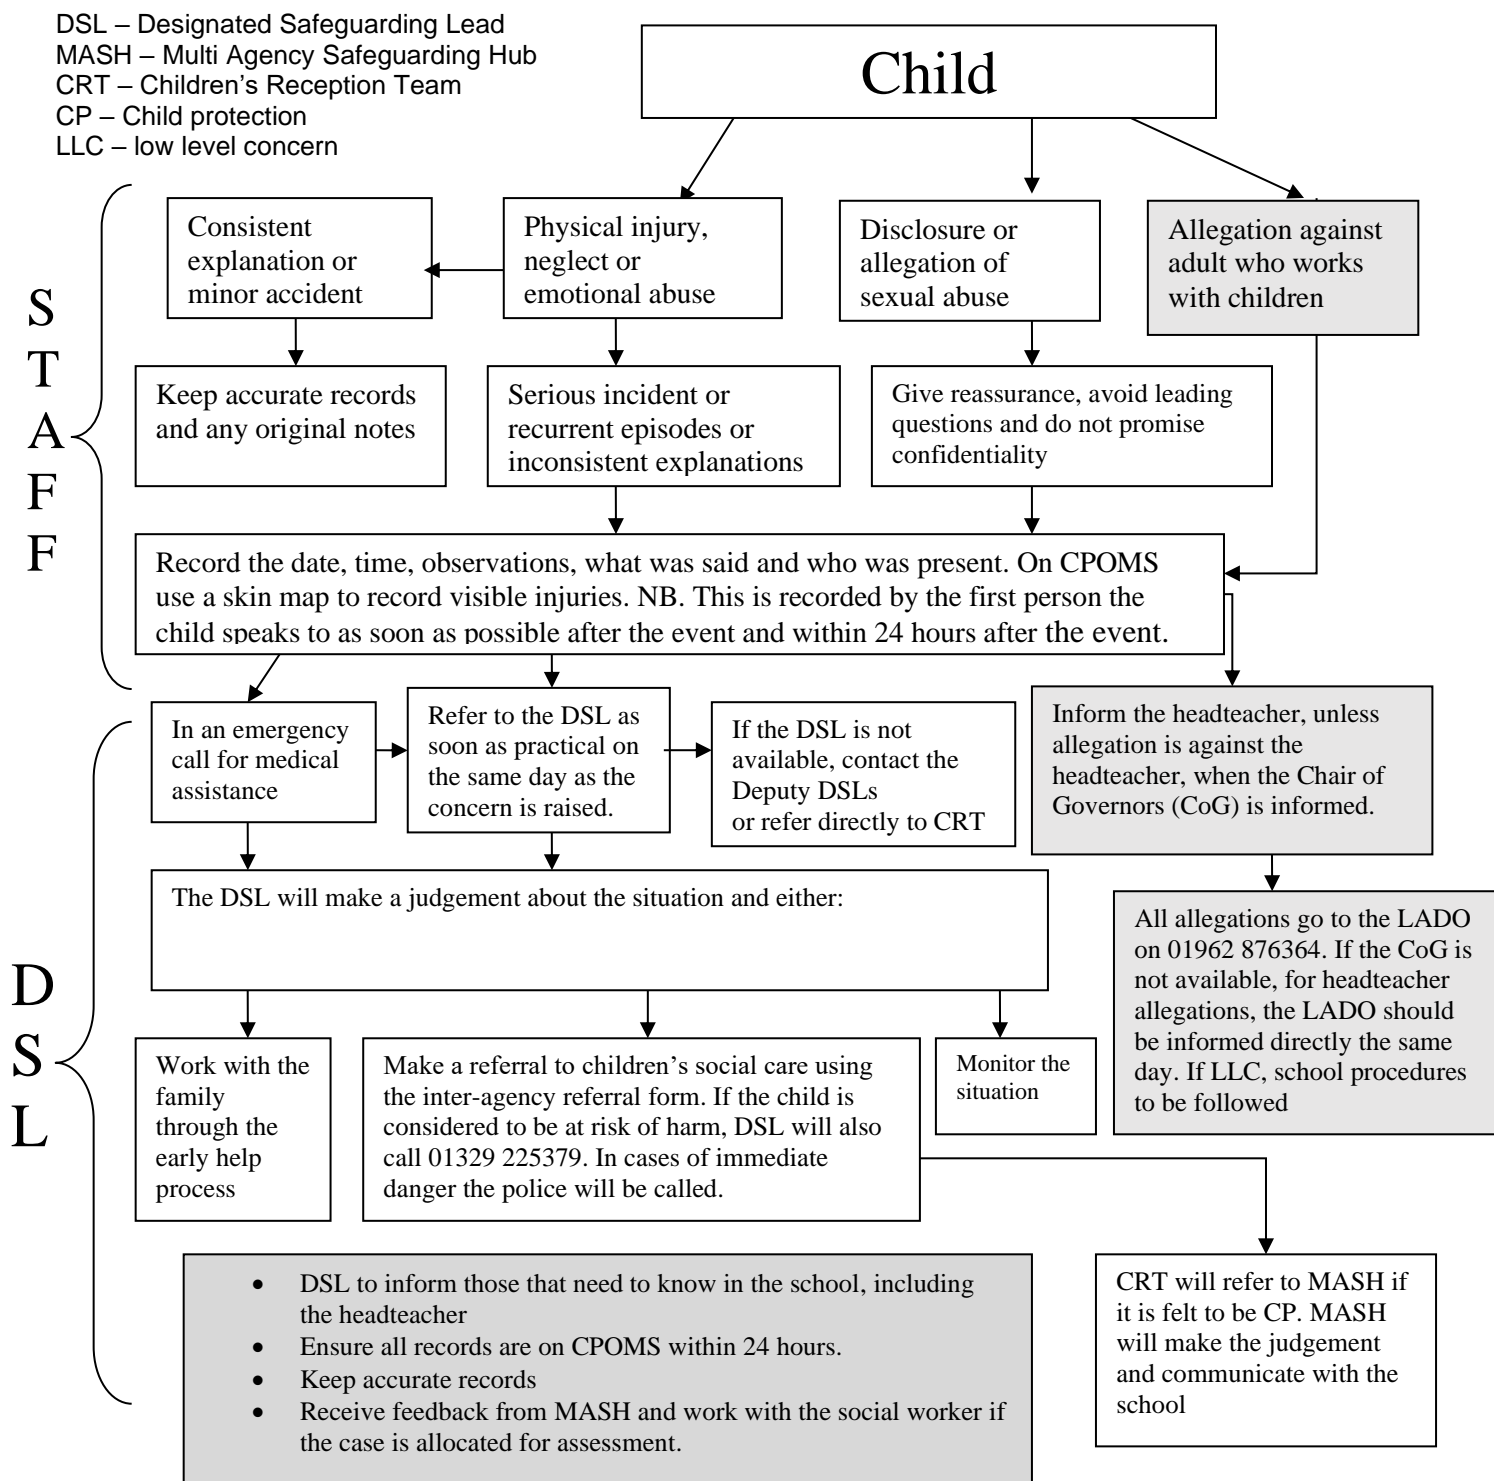 DSL – Designated Safeguarding Lead
MASH – Multi Agency Safeguarding Hub
CRT – Children's Reception Team
CP – Child protection
LLC – low level concern
Child
S
T
A
F
F
Consistent
explanation or
minor accident
Physical injury,
neglect or
emotional abuse
Disclosure or
allegation of
sexual abuse
Allegation against
adult who works
with children
Keep accurate records
and any original notes
Serious incident or
recurrent episodes or
inconsistent explanations
Give reassurance, avoid leading
questions and do not promise
confidentiality
Record the date, time, observations, what was said and who was present. On CPOMS
use a skin map to record visible injuries. NB. This is recorded by the first person the
child speaks to as soon as possible after the event and within 24 hours after the event.
D
S
L
In an emergency
call for medical
assistance
Refer to the DSL as
soon as practical on
the same day as the
concern is raised.
If the DSL is not
available, contact the
Deputy DSLs
or refer directly to CRT
Inform the headteacher, unless
allegation is against the
headteacher, when the Chair of
Governors (CoG) is informed.
The DSL will make a judgement about the situation and either:
All allegations go to the LADO
on 01962 876364. If the CoG is
not available, for headteacher
allegations, the LADO should
be informed directly the same
day. If LLC, school procedures
to be followed
Work with the
family
through the
early help
process
Make a referral to children's social care using
the inter-agency referral form. If the child is
considered to be at risk of harm, DSL will also
call 01329 225379. In cases of immediate
danger the police will be called.
Monitor the
situation
• DSL to inform those that need to know in the school, including
the headteacher
• Ensure all records are on CPOMS within 24 hours.
• Keep accurate records
• Receive feedback from MASH and work with the social worker if
the case is allocated for assessment.
CRT will refer to MASH if
it is felt to be CP. MASH
will make the judgement
and communicate with the
school